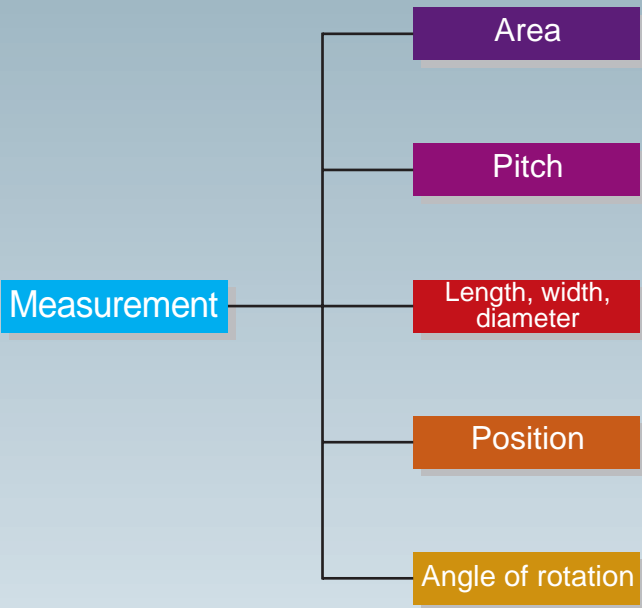 Area
Pitch
Measurement
Length, width,
diameter
Position
Angle of rotation